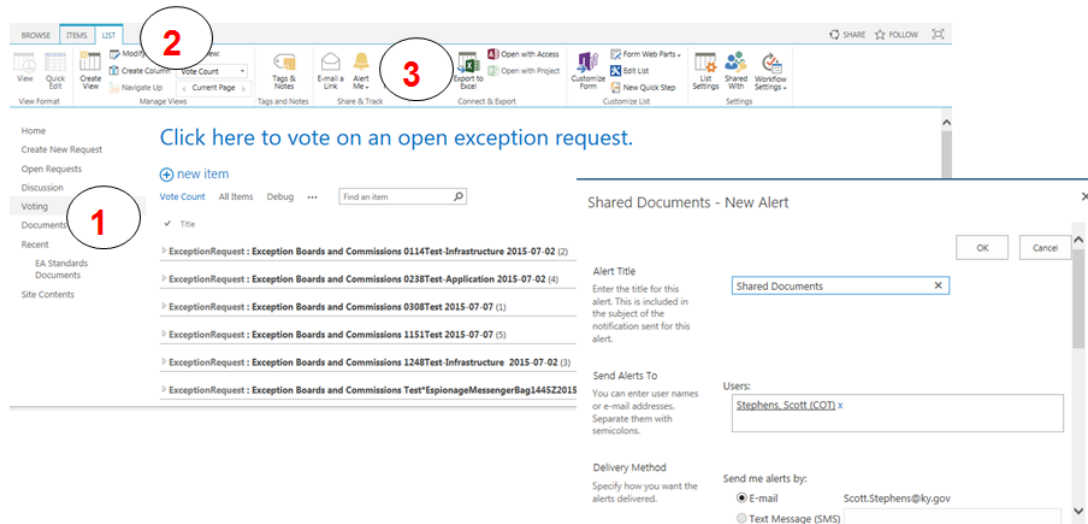 BROWSE ITEMS LIST SHARE FOLLOW
2
View
Quick Edit
Create View
Modify
Create Column
Navigate Up
Vote Count
Current Page
Tags & Notes
E-mail a Link
Alert Me
3
Export to Excel
Open with Access
Open with Project
Customize Form
Form Web Parts
Edit List
New Quick Step
List Settings
Shared With
Workflow Settings
View Format Manage Views Tags and Notes Share & Track Connect & Export Customize List Settings
Home
Create New Request
Open Requests
Discussion
Voting
Documents
Recent
EA Standards
Documents
Site Contents
1
Click here to vote on an open exception request.
new item
Vote Count All Items Debug ••• Find an item
Title
ExceptionRequest : Exception Boards and Commissions 0114Test-Infrastructure 2015-07-02 (2)
ExceptionRequest : Exception Boards and Commissions 0238Test-Application 2015-07-02 (4)
ExceptionRequest : Exception Boards and Commissions 0308Test 2015-07-07 (1)
ExceptionRequest : Exception Boards and Commissions 1151Test 2015-07-07 (5)
ExceptionRequest : Exception Boards and Commissions 1248Test-Infrastructure 2015-07-02 (3)
ExceptionRequest : Exception Boards and Commissions Test*EspionageMessengerBag1445Z2015
Shared Documents - New Alert
OK Cancel
Alert Title
Enter the title for this
alert. This is included in
the subject of the
notification sent for this
alert.
Shared Documents
Send Alerts To
You can enter user names
or e-mail addresses.
Separate them with
semicolons.
Users:
Stephens, Scott (COT) x
Delivery Method
Specify how you want the
alerts delivered.
Send me alerts by:
E-mail Scott.Stephens@ky.gov
Text Message (SMS)